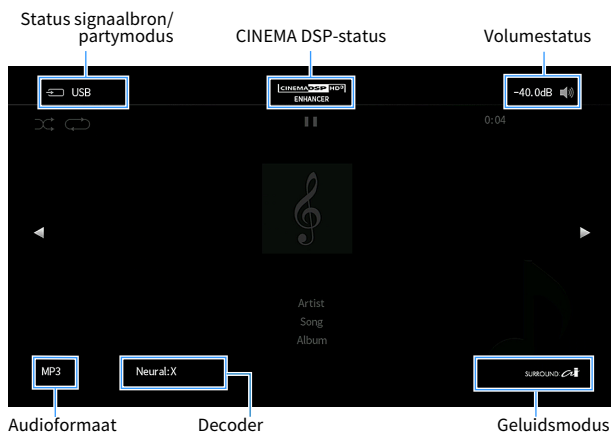 Status signaalbron/
partymodus
CINEMA DSP-status
Volumestatus
USB
CINEMA DSP HD³
ENHANCER
-40.0dB
0:04
Artist
Song
Album
MP3
Neural:X
SURROUND: AI
Audioformaat
Decoder
Geluidsmodus